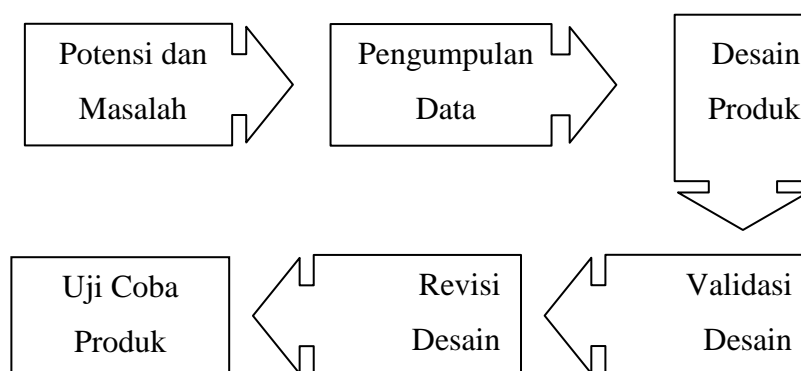 Potensi dan
Masalah
Pengumpulan
Data
Desain
Produk
Validasi
Desain
Revisi
Desain
Uji Coba
Produk